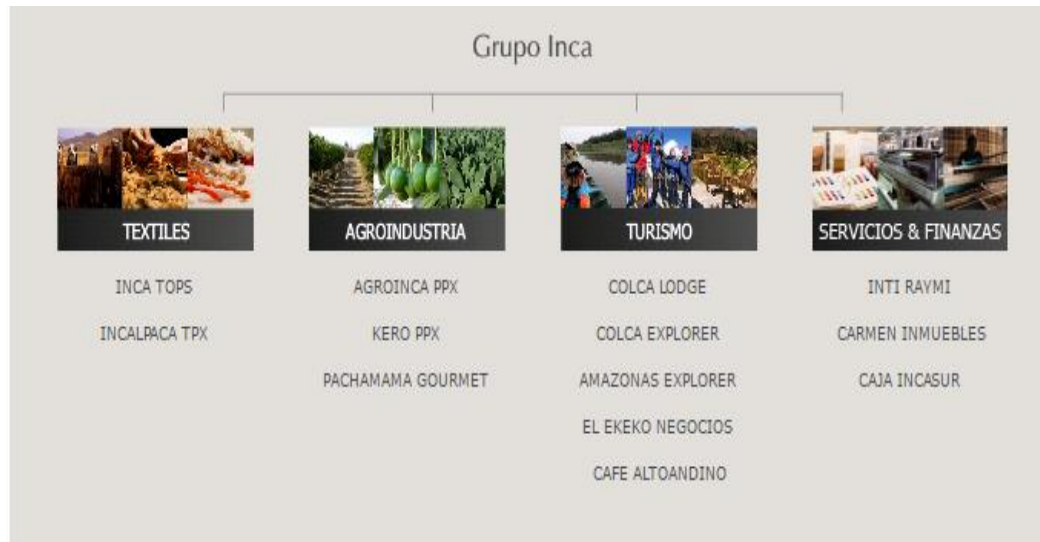 Grupo Inca
TEXTILES
INCA TOPS
INCALPACA TPX
AGROINDUSTRIA
AGROINCA PPX
KERO PPX
PACHAMAMA GOURMET
TURISMO
COLCA LODGE
COLCA EXPLORER
AMAZONAS EXPLORER
EL EKEKO NEGOCIOS
CAFE ALTOANDINO
SERVICIOS & FINANZAS
INTI RAYMI
CARMEN INMUEBLES
CAJA INCASUR